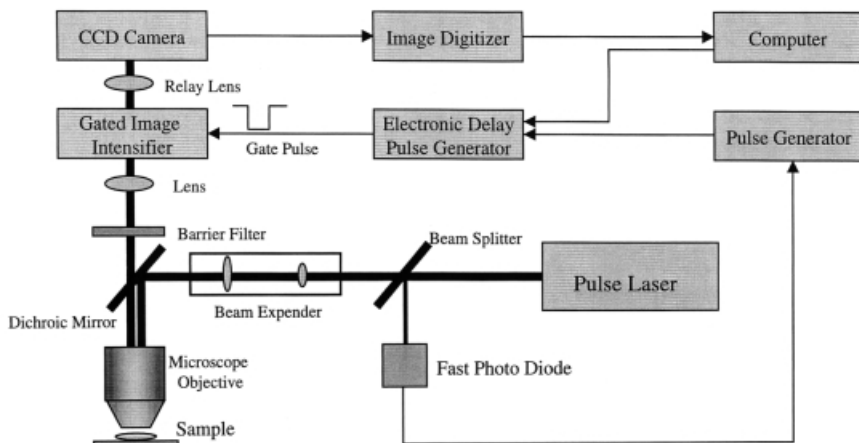 CCD Camera
Image Digitizer
Computer
Relay Lens
Gated Image
Intensifier
Gate Pulse
Electronic Delay
Pulse Generator
Pulse Generator
Lens
Barrier Filter
Beam Splitter
Pulse Laser
Dichroic Mirror
Beam Expender
Microscope
Objective
Fast Photo Diode
Sample